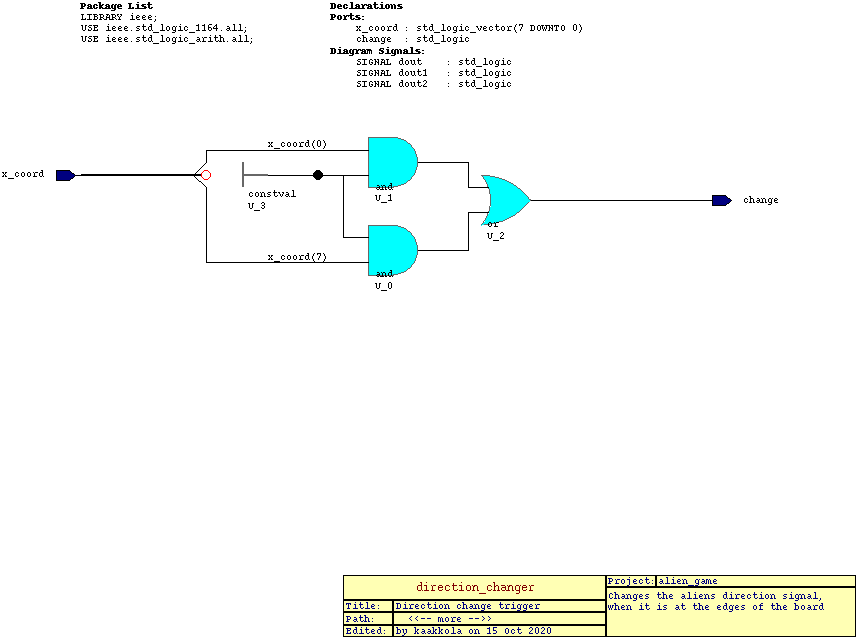 Package List
LIBRARY ieee;
USE ieee.std_logic_1164.all;
USE ieee.std_logic_arith.all;
Declarations
Ports:
x_coord : std_logic_vector(7 DOWNTO 0)
change : std_logic
Diagram Signals:
SIGNAL dout : std_logic
SIGNAL dout1 : std_logic
SIGNAL dout2 : std_logic
x_coord
x_coord(0)
constval
U_3
and
U_1
x_coord(7)
and
U_0
or
U_2
change
direction_changer
Title: Direction change trigger
Path: <<-- more -->>
Edited: by kaakkola on 15 Oct 2020
Project: alien_game
Changes the aliens direction signal,
when it is at the edges of the board